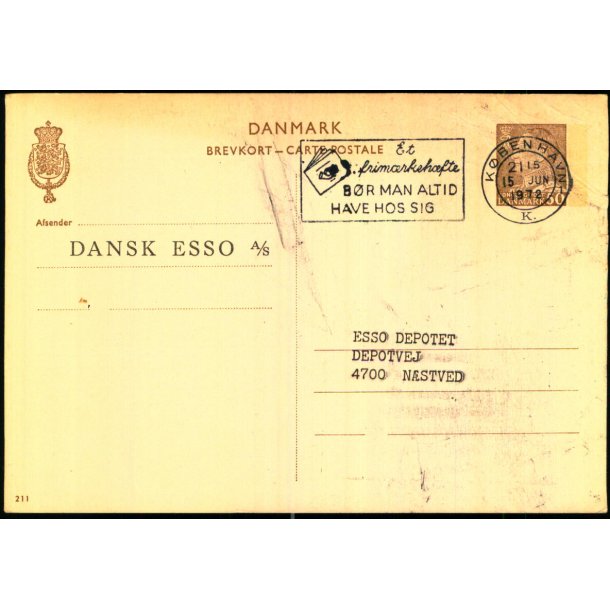 DANMARK
BREVKORT—CARTE POSTALE
Et
frimærkehæfte
BØR MAN ALTID
HAVE HOS SIG
KØBENHAVN
21 15
15 JUN
1972
K.
DANMARK 50
Afsender
DANSK ESSO A/S
ESSO DEPOTET
DEPOTVEJ
4700 NÆSTVED
211